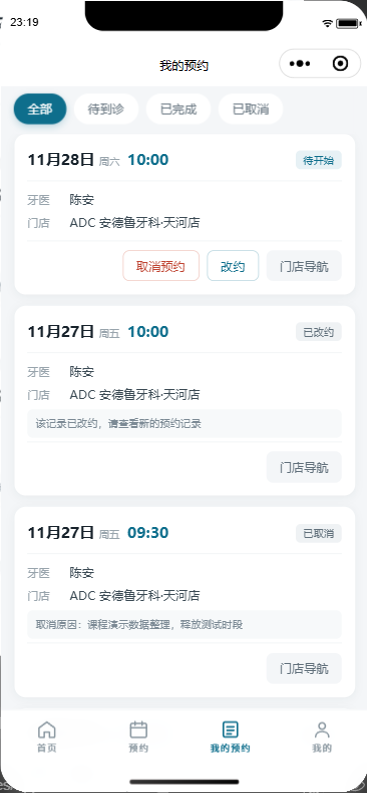 23:19
我的预约
全部 待到诊 已完成 已取消
11月28日 周六 10:00 待开始
牙医 陈安
门店 ADC 安德鲁牙科·天河店
取消预约 改约 门店导航
11月27日 周五 10:00 已改约
牙医 陈安
门店 ADC 安德鲁牙科·天河店
该记录已改约，请查看新的预约记录
门店导航
11月27日 周五 09:30 已取消
牙医 陈安
门店 ADC 安德鲁牙科·天河店
取消原因：课程演示数据整理，释放测试时段
门店导航
首页 预约 我的预约 我的